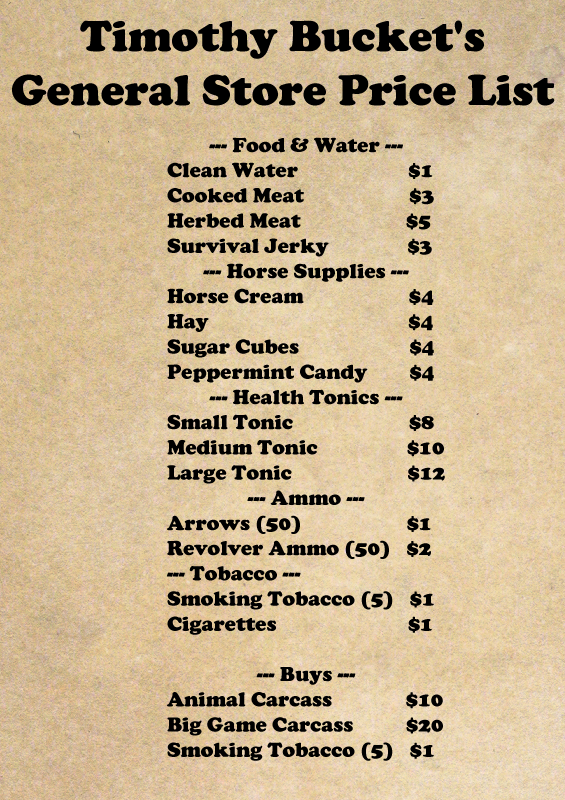 Timothy Bucket's
General Store Price List
--- Food & Water ---
Clean Water $1
Cooked Meat $3
Herbed Meat $5
Survival Jerky $3
--- Horse Supplies ---
Horse Cream $4
Hay $4
Sugar Cubes $4
Peppermint Candy $4
--- Health Tonics ---
Small Tonic $8
Medium Tonic $10
Large Tonic $12
--- Ammo ---
Arrows (50) $1
Revolver Ammo (50) $2
--- Tobacco ---
Smoking Tobacco (5) $1
Cigarettes $1
--- Buys ---
Animal Carcass $10
Big Game Carcass $20
Smoking Tobacco (5) $1